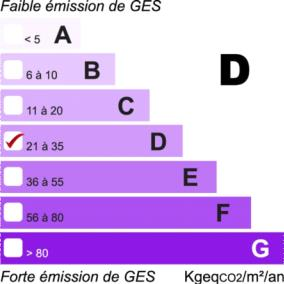 Faible émission de GES
< 5 A
6 à 10 B
D
11 à 20 C
21 à 35 D
36 à 55 E
56 à 80 F
> 80 G
Forte émission de GES Kgeqco2/m²/an